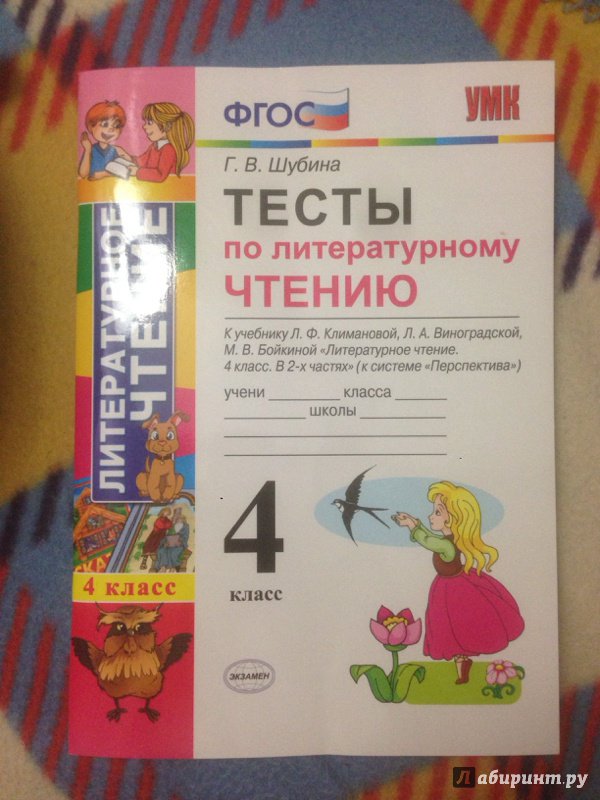 ФГОС
УМК
Г. В. Шубина
ТЕСТЫ
по литературному
ЧТЕНИЮ
К учебнику Л. Ф. Климановой, Л. А. Виноградской,
М. В. Бойкиной «Литературное чтение.
4 класс. В 2-х частях» (к системе «Перспектива»)
учени класса
школы
4
класс
ЭКЗАМЕН
ЛИТЕРАТУРНОЕ
ЧТЕНИЕ
4 класс
Лабиринт.ру